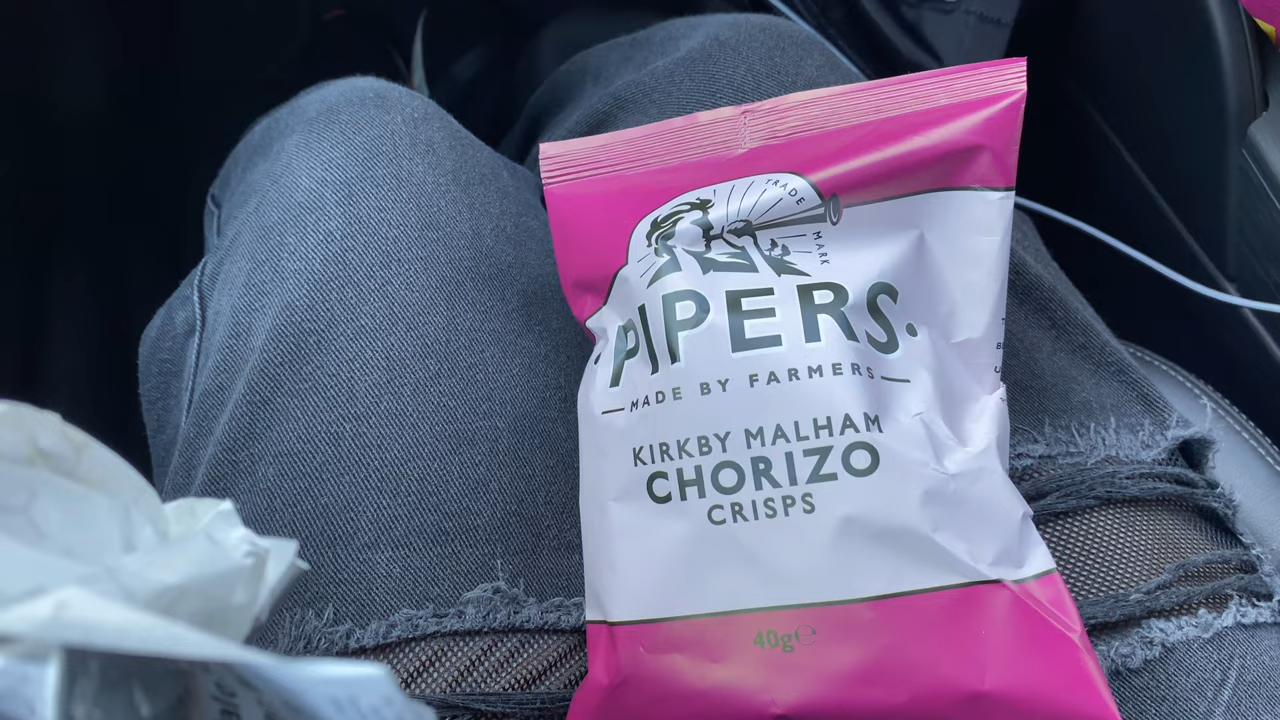 TRADE MARK
PIPERS
MADE BY FARMERS
KIRKBY MALHAM
CHORIZO
CRISPS
40g℮